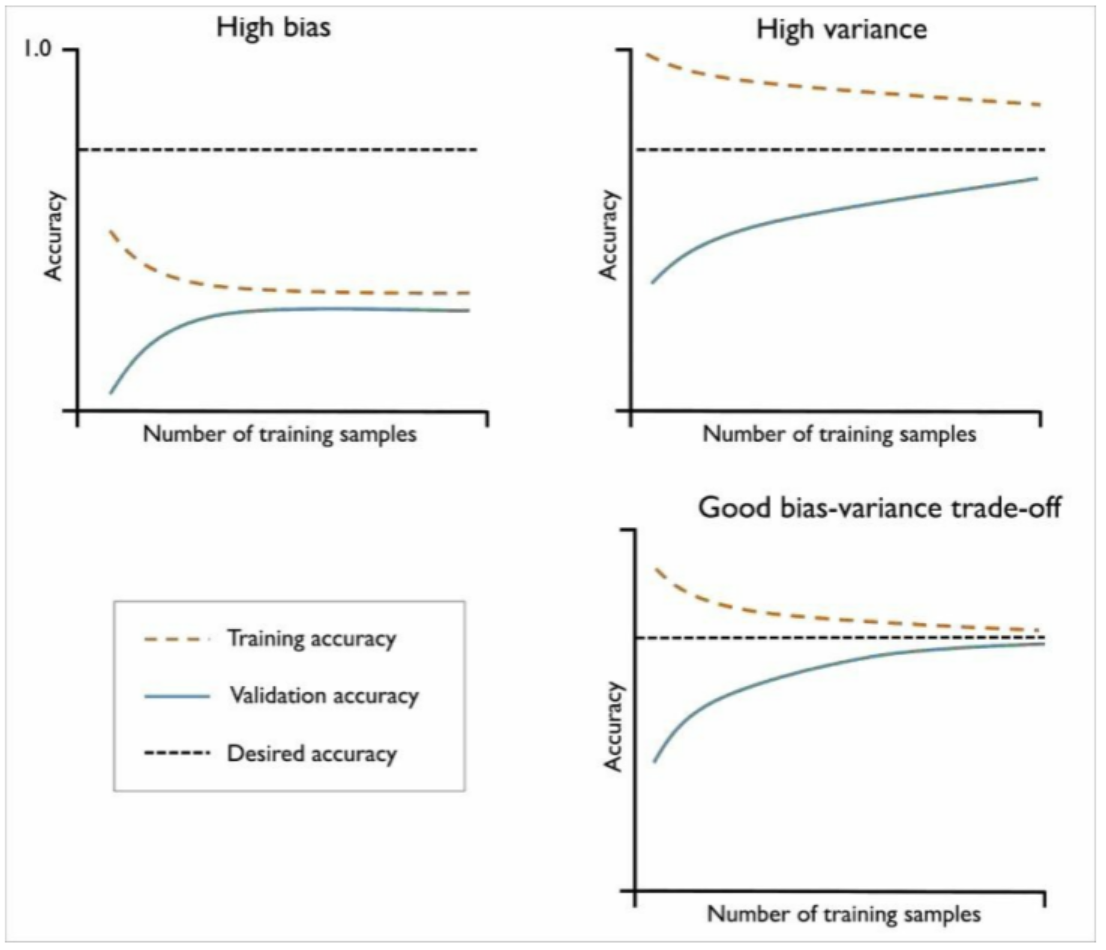 High bias
1.0
Accuracy
Number of training samples
High variance
Accuracy
Number of training samples
Good bias-variance trade-off
Accuracy
Number of training samples
Training accuracy
Validation accuracy
Desired accuracy